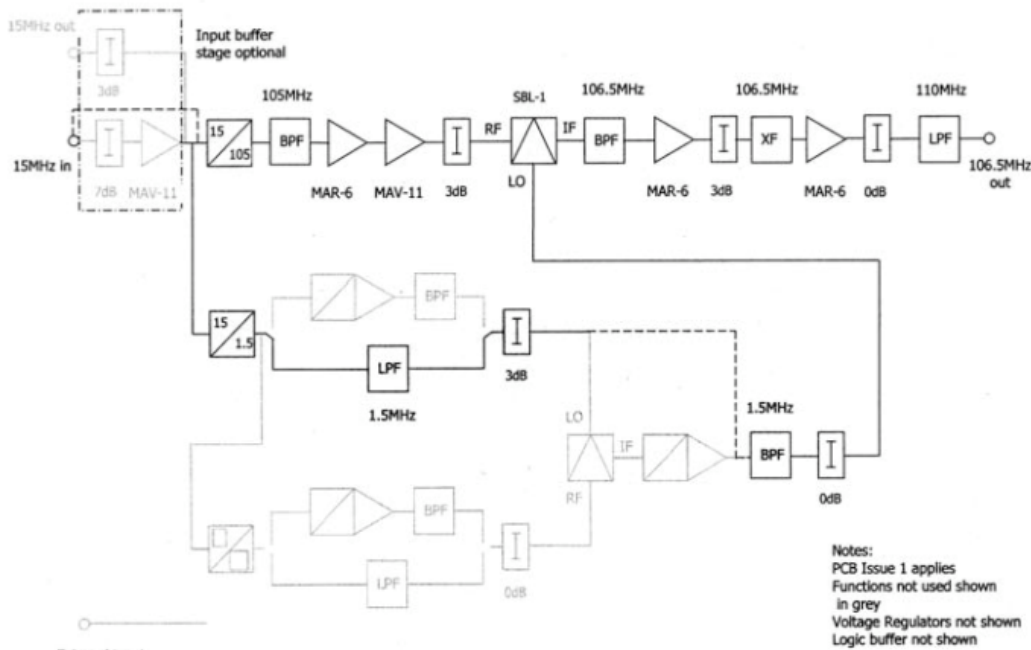 15MHz out
3dB
Input buffer
stage optional
15MHz in
7dB
MAV-11
15
105
105MHz
BPF
MAR-6
MAV-11
3dB
RF
SBL-1
IF
LO
106.5MHz
BPF
MAR-6
3dB
106.5MHz
XF
MAR-6
0dB
110MHz
LPF
106.5MHz
out
15
1.5
BPF
LPF
1.5MHz
3dB
LO
IF
RF
1.5MHz
BPF
0dB
BPF
LPF
0dB
Notes:
PCB Issue 1 applies
Functions not used shown
in grey
Voltage Regulators not shown
Logic buffer not shown